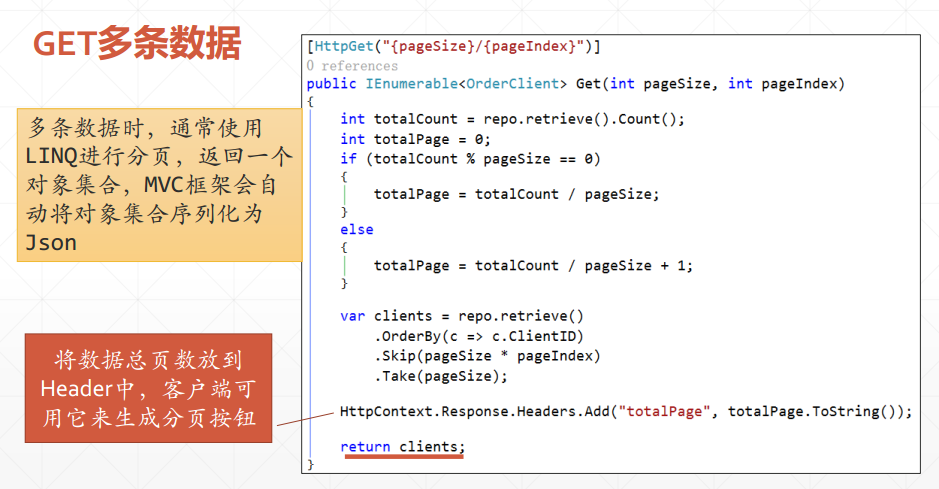 GET多条数据
多条数据时，通常使用
LINQ进行分页，返回一个
对象集合，MVC框架会自
动将对象集合序列化为
Json
将数据总页数放到
Header中，客户端可
用它来生成分页按钮
[HttpGet("{pageSize}/{pageIndex}")]
0 references
public IEnumerable<OrderClient> Get(int pageSize, int pageIndex)
{
int totalCount = repo.retrieve().Count();
int totalPage = 0;
if (totalCount % pageSize == 0)
{
totalPage = totalCount / pageSize;
}
else
{
totalPage = totalCount / pageSize + 1;
}
var clients = repo.retrieve()
.OrderBy(c => c.ClientID)
.Skip(pageSize * pageIndex)
.Take(pageSize);
HttpContext.Response.Headers.Add("totalPage", totalPage.ToString());
return clients;
}